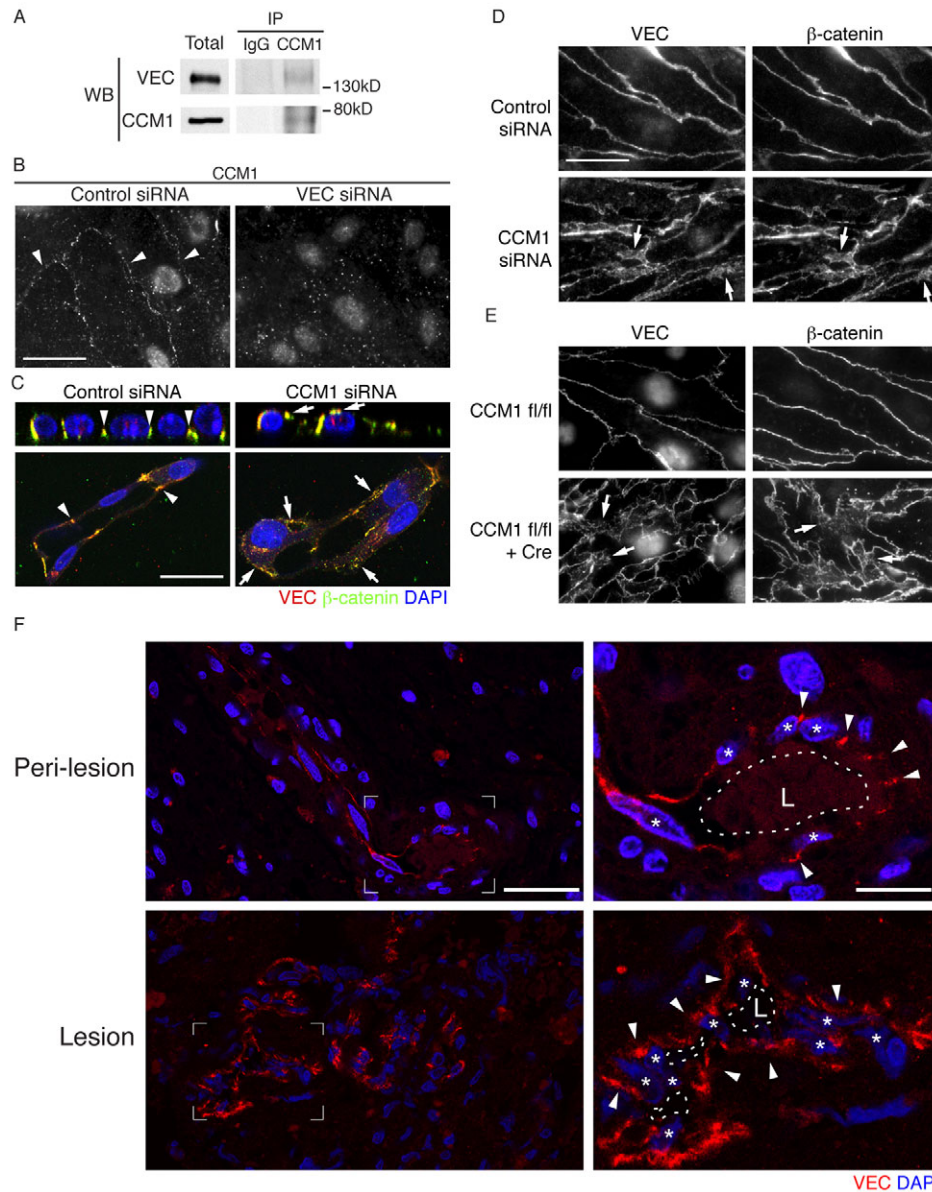 A
IP
Total IgG CCM1
WB
VEC
–130kD
–80kD
CCM1
B
CCM1
Control siRNA VEC siRNA
C
Control siRNA CCM1 siRNA
VEC β-catenin DAPI
D
VEC β-catenin
Control
siRNA
CCM1
siRNA
E
VEC β-catenin
CCM1 fl/fl
CCM1 fl/fl
+ Cre
F
Peri-lesion
* * * * *
L
Lesion
* * * * * * * * *
L
VEC DAP